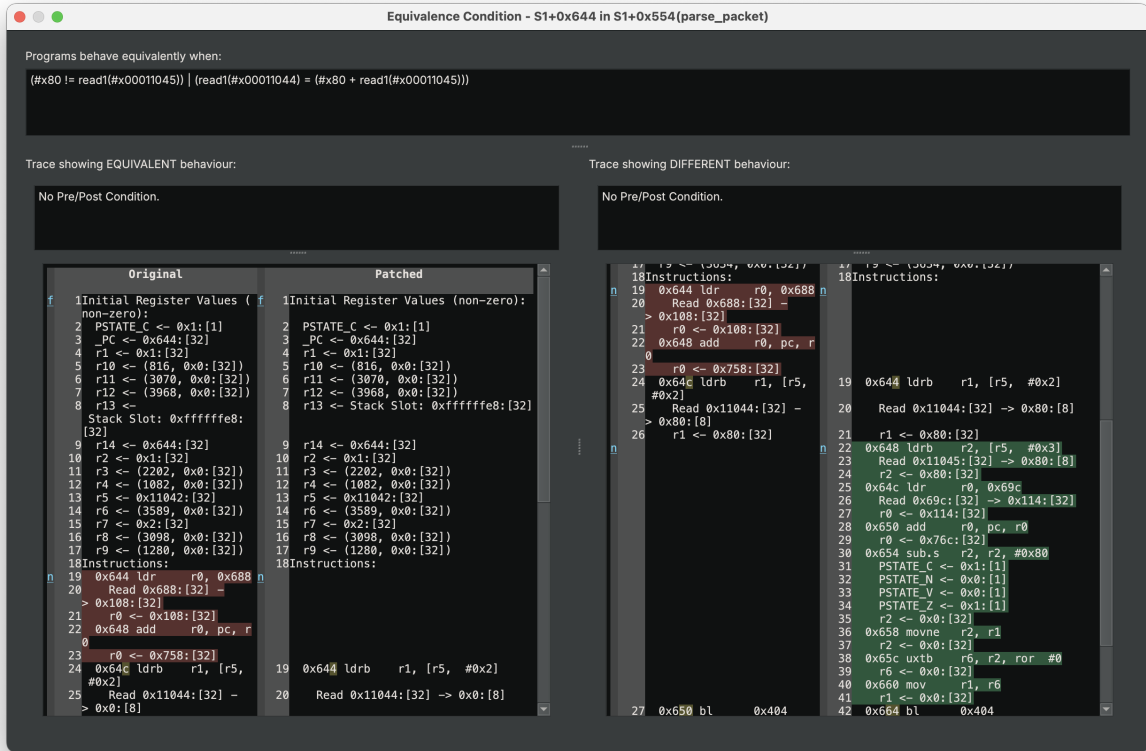 Equivalence Condition - S1+0x644 in S1+0x554(parse_packet)
Programs behave equivalently when:
(#x80 != read1(#x00011045)) | (read1(#x00011044) = (#x80 + read1(#x00011045)))
Trace showing EQUIVALENT behaviour:
No Pre/Post Condition.
Original
f 1Initial Register Values (
non-zero):
2 PSTATE_C <- 0x1:[1]
3 _PC <- 0x644:[32]
4 r1 <- 0x1:[32]
5 r10 <- (816, 0x0:[32])
6 r11 <- (3070, 0x0:[32])
7 r12 <- (3968, 0x0:[32])
8 r13 <-
Stack Slot: 0xffffffe8:
[32]
9 r14 <- 0x644:[32]
10 r2 <- 0x1:[32]
11 r3 <- (2202, 0x0:[32])
12 r4 <- (1082, 0x0:[32])
13 r5 <- 0x11042:[32]
14 r6 <- (3589, 0x0:[32])
15 r7 <- 0x2:[32]
16 r8 <- (3098, 0x0:[32])
17 r9 <- (1280, 0x0:[32])
18Instructions:
n 19 0x644 ldr r0, 0x688
20 Read 0x688:[32] -
> 0x108:[32]
21 r0 <- 0x108:[32]
22 0x648 add r0, pc, r
0
23 r0 <- 0x758:[32]
24 0x64c ldrb r1, [r5,
#0x2]
25 Read 0x11044:[32] -
> 0x0:[8]
Patched
f 1Initial Register Values (non-zero):
2 PSTATE_C <- 0x1:[1]
3 _PC <- 0x644:[32]
4 r1 <- 0x1:[32]
5 r10 <- (816, 0x0:[32])
6 r11 <- (3070, 0x0:[32])
7 r12 <- (3968, 0x0:[32])
8 r13 <- Stack Slot: 0xffffffe8:[32]
9 r14 <- 0x644:[32]
10 r2 <- 0x1:[32]
11 r3 <- (2202, 0x0:[32])
12 r4 <- (1082, 0x0:[32])
13 r5 <- 0x11042:[32]
14 r6 <- (3589, 0x0:[32])
15 r7 <- 0x2:[32]
16 r8 <- (3098, 0x0:[32])
17 r9 <- (1280, 0x0:[32])
18Instructions:
n
19 0x644 ldrb r1, [r5, #0x2]
20 Read 0x11044:[32] -> 0x0:[8]
Trace showing DIFFERENT behaviour:
No Pre/Post Condition.
17 r9 <- (3654, 0x0:[32])
18Instructions:
n 19 0x644 ldr r0, 0x688
20 Read 0x688:[32] -
> 0x108:[32]
21 r0 <- 0x108:[32]
22 0x648 add r0, pc, r
0
23 r0 <- 0x758:[32]
24 0x64c ldrb r1, [r5,
#0x2]
25 Read 0x11044:[32] -
> 0x80:[8]
26 r1 <- 0x80:[32]
n
27 0x650 bl 0x404
17 r9 <- (3654, 0x0:[32])
18Instructions:
n
19 0x644 ldrb r1, [r5, #0x2]
20 Read 0x11044:[32] -> 0x80:[8]
21 r1 <- 0x80:[32]
n 22 0x648 ldrb r2, [r5, #0x3]
23 Read 0x11045:[32] -> 0x80:[8]
24 r2 <- 0x80:[32]
25 0x64c ldr r0, 0x69c
26 Read 0x69c:[32] -> 0x114:[32]
27 r0 <- 0x114:[32]
28 0x650 add r0, pc, r0
29 r0 <- 0x76c:[32]
30 0x654 sub.s r2, r2, #0x80
31 PSTATE_C <- 0x1:[1]
32 PSTATE_N <- 0x0:[1]
33 PSTATE_V <- 0x0:[1]
34 PSTATE_Z <- 0x1:[1]
35 r2 <- 0x0:[32]
36 0x658 movne r2, r1
37 r2 <- 0x0:[32]
38 0x65c uxtb r6, r2, ror #0
39 r6 <- 0x0:[32]
40 0x660 mov r1, r6
41 r1 <- 0x0:[32]
42 0x664 bl 0x404